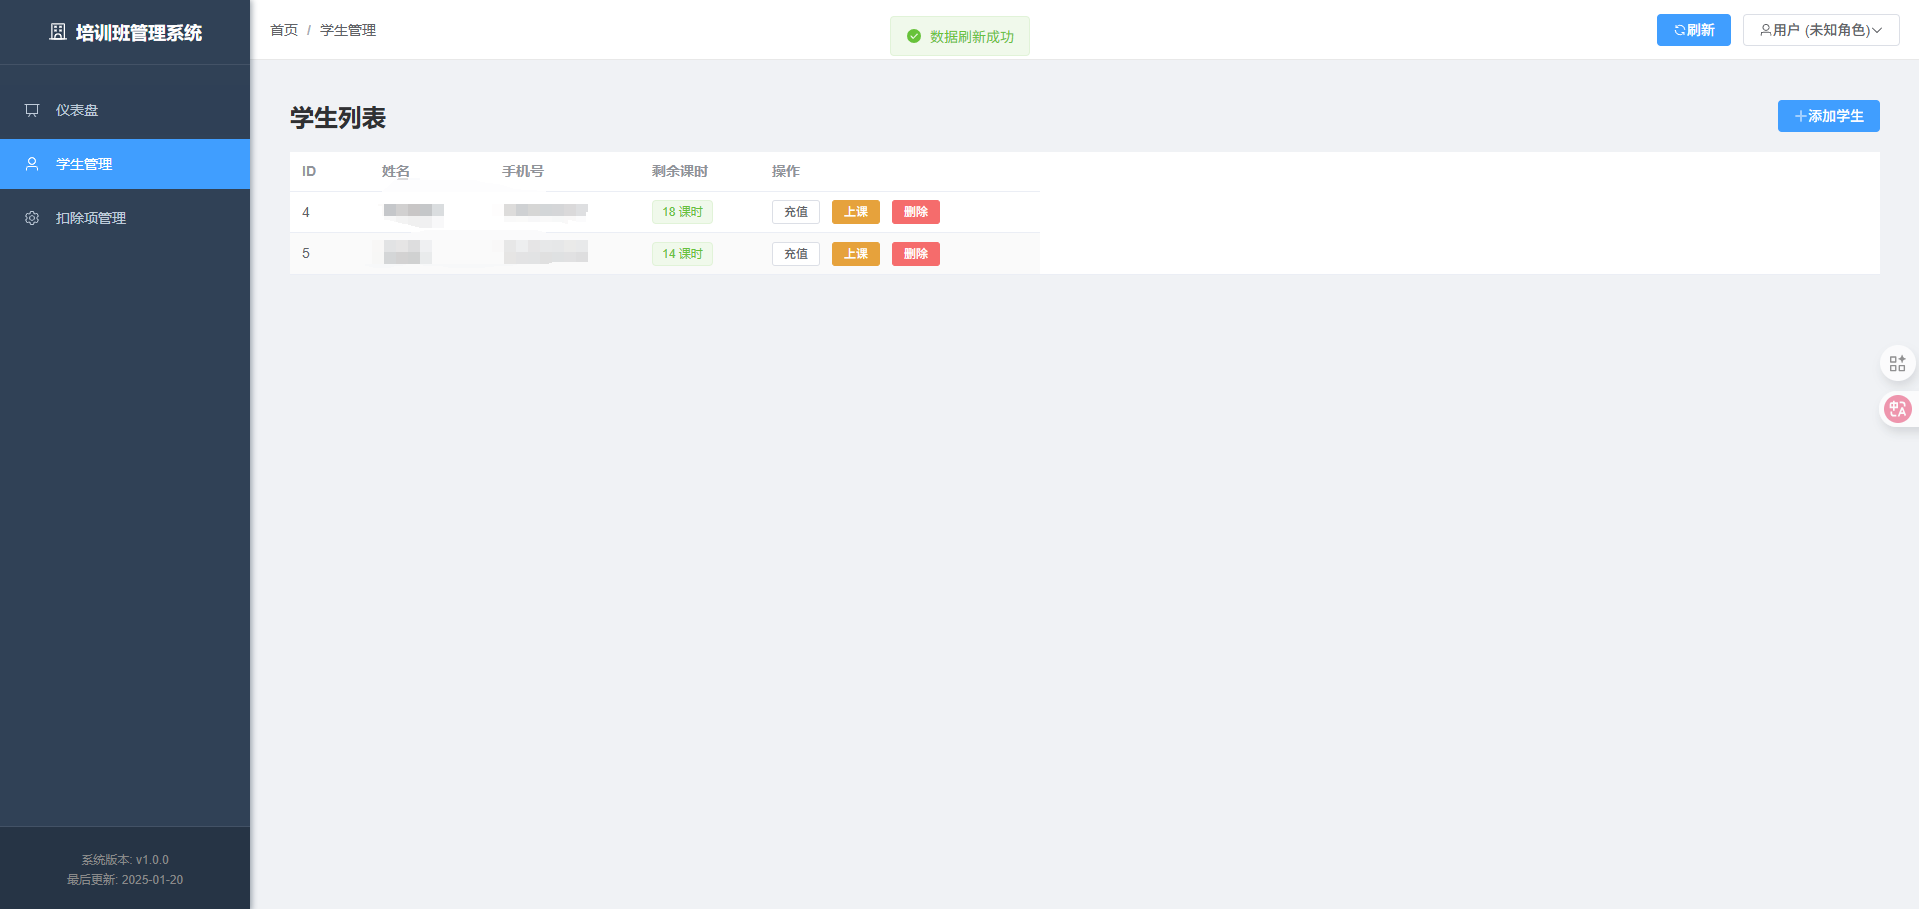 培训班管理系统
首页 / 学生管理
数据刷新成功
刷新
用户 (未知角色)
仪表盘
学生管理
扣除项管理
学生列表
添加学生
ID 姓名 手机号 剩余课时 操作
4 18 课时 充值 上课 删除
5 14 课时 充值 上课 删除
中A
系统版本: v1.0.0
最后更新: 2025-01-20